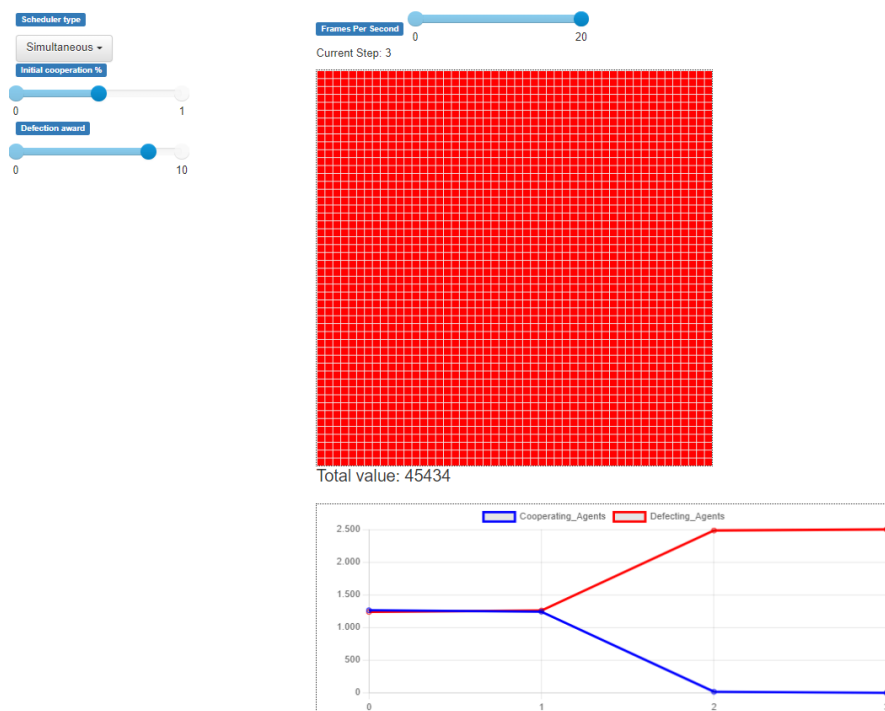 Scheduler type
Simultaneous
Initial cooperation %
0 1
Defection award
0 10
Frames Per Second
0 20
Current Step: 3
Total value: 45434
Cooperating_Agents Defecting_Agents
2.500
2.000
1.500
1.000
500
0
0 1 2